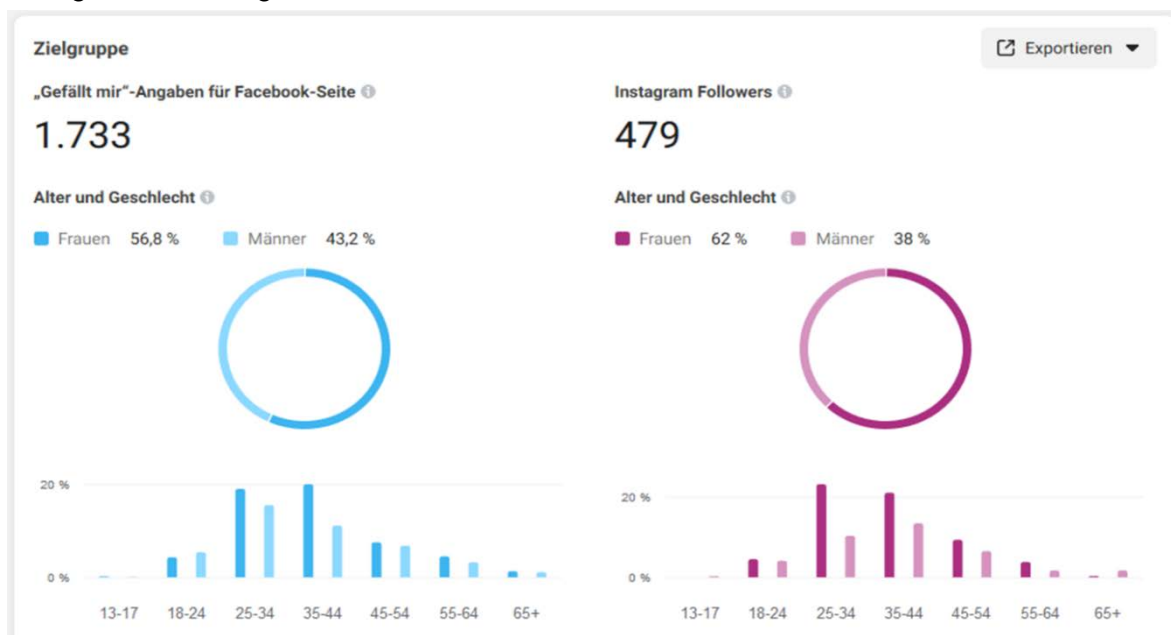 Zielgruppe
Exportieren
„Gefällt mir“-Angaben für Facebook-Seite
1.733
Alter und Geschlecht
Frauen 56,8 % Männer 43,2 %
20 %
0 %
13-17 18-24 25-34 35-44 45-54 55-64 65+
Instagram Followers
479
Alter und Geschlecht
Frauen 62 % Männer 38 %
20 %
0 %
13-17 18-24 25-34 35-44 45-54 55-64 65+